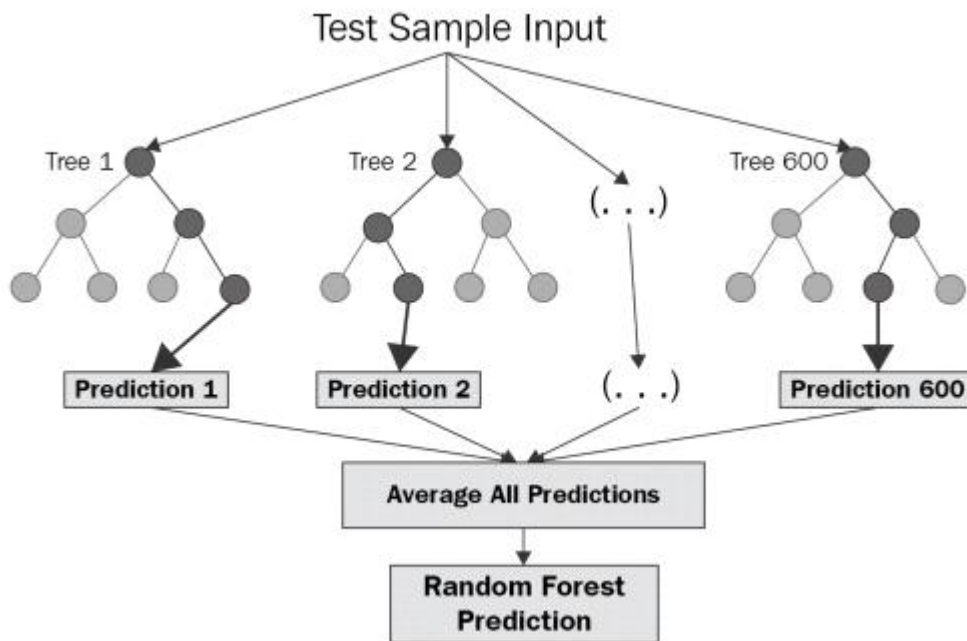 Test Sample Input
Tree 1
Tree 2
Tree 600
(. . .)
Prediction 1
Prediction 2
(. . .)
Prediction 600
Average All Predictions
Random Forest
Prediction